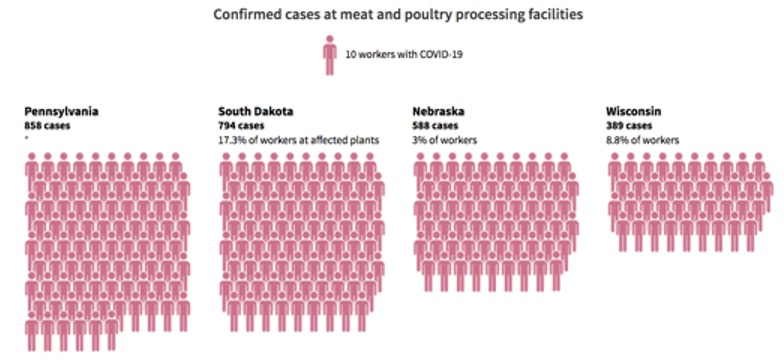 Confirmed cases at meat and poultry processing facilities
10 workers with COVID-19
Pennsylvania
858 cases
*
South Dakota
794 cases
17.3% of workers at affected plants
Nebraska
588 cases
3% of workers
Wisconsin
389 cases
8.8% of workers